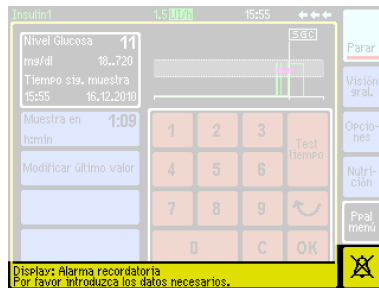 Insulin1 1.5 UI/h 15:55
Nivel Glucosa 11
mg/dl 18..720
Tiempo sig. muestra
15:55 16.12.2010
SGC
Parar
Visión
gral.
Muestra en 1:09
h:min
Modificar último valor
1 2 3 Test
tiempo
4 5 6
7 8 9
0 C OK
Opcio-
nes
Nutri-
ción
Ppal
menú
Display: Alarma recordatoria
Por favor introduzca los datos necesarios.